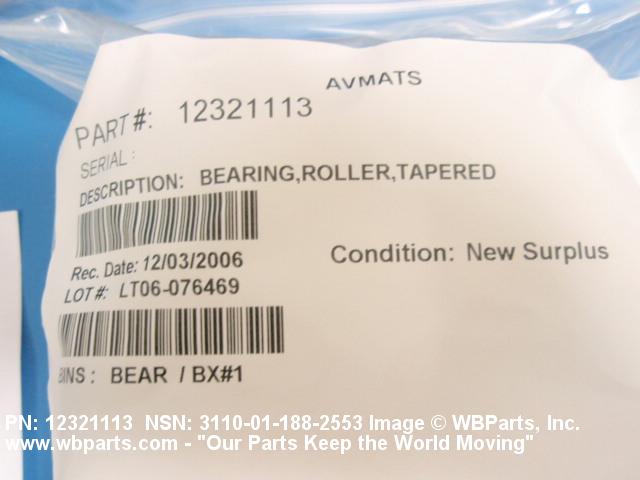 AVMATS
PART#: 12321113
SERIAL:
DESCRIPTION: BEARING,ROLLER,TAPERED
Rec. Date: 12/03/2006
Condition: New Surplus
LOT#: LT06-076469
BINS: BEAR / BX#1
PN: 12321113 NSN: 3110-01-188-2553 Image © WBParts, Inc.
www.wbparts.com - "Our Parts Keep the World Moving"